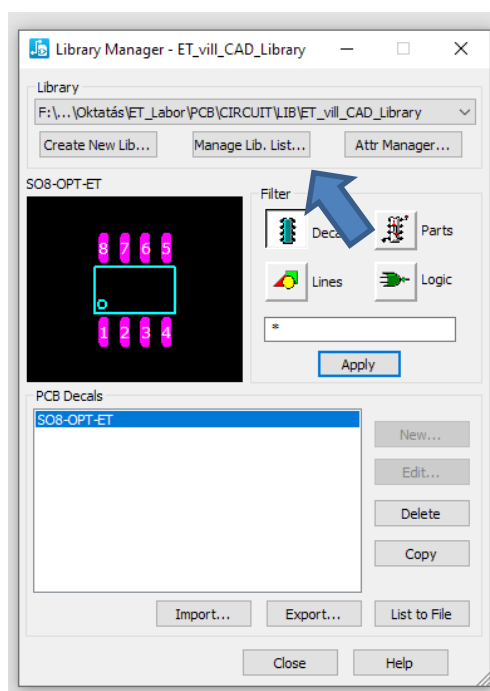 Library Manager - ET_vill_CAD_Library
Library
F:\...\Oktatás\ET_Labor\PCB\CIRCUIT\LIB\ET_vill_CAD_Library
Create New Lib... Manage Lib. List... Attr Manager...
SO8-OPT-ET
Filter
8 7 6 5
1 2 3 4
Parts
Lines Logic
*
Apply
PCB Decals
SO8-OPT-ET
New...
Edit...
Delete
Copy
Import... Export... List to File
Close Help